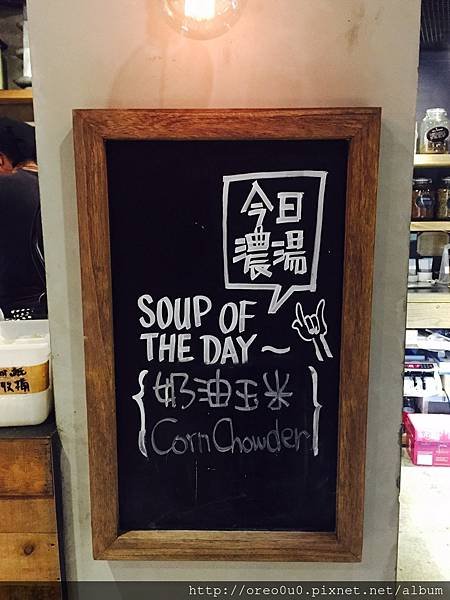 今日
濃湯
SOUP OF
THE DAY ~
{奶油玉米
Corn Chowder}
http://oreo0u0.pixnet.net/album